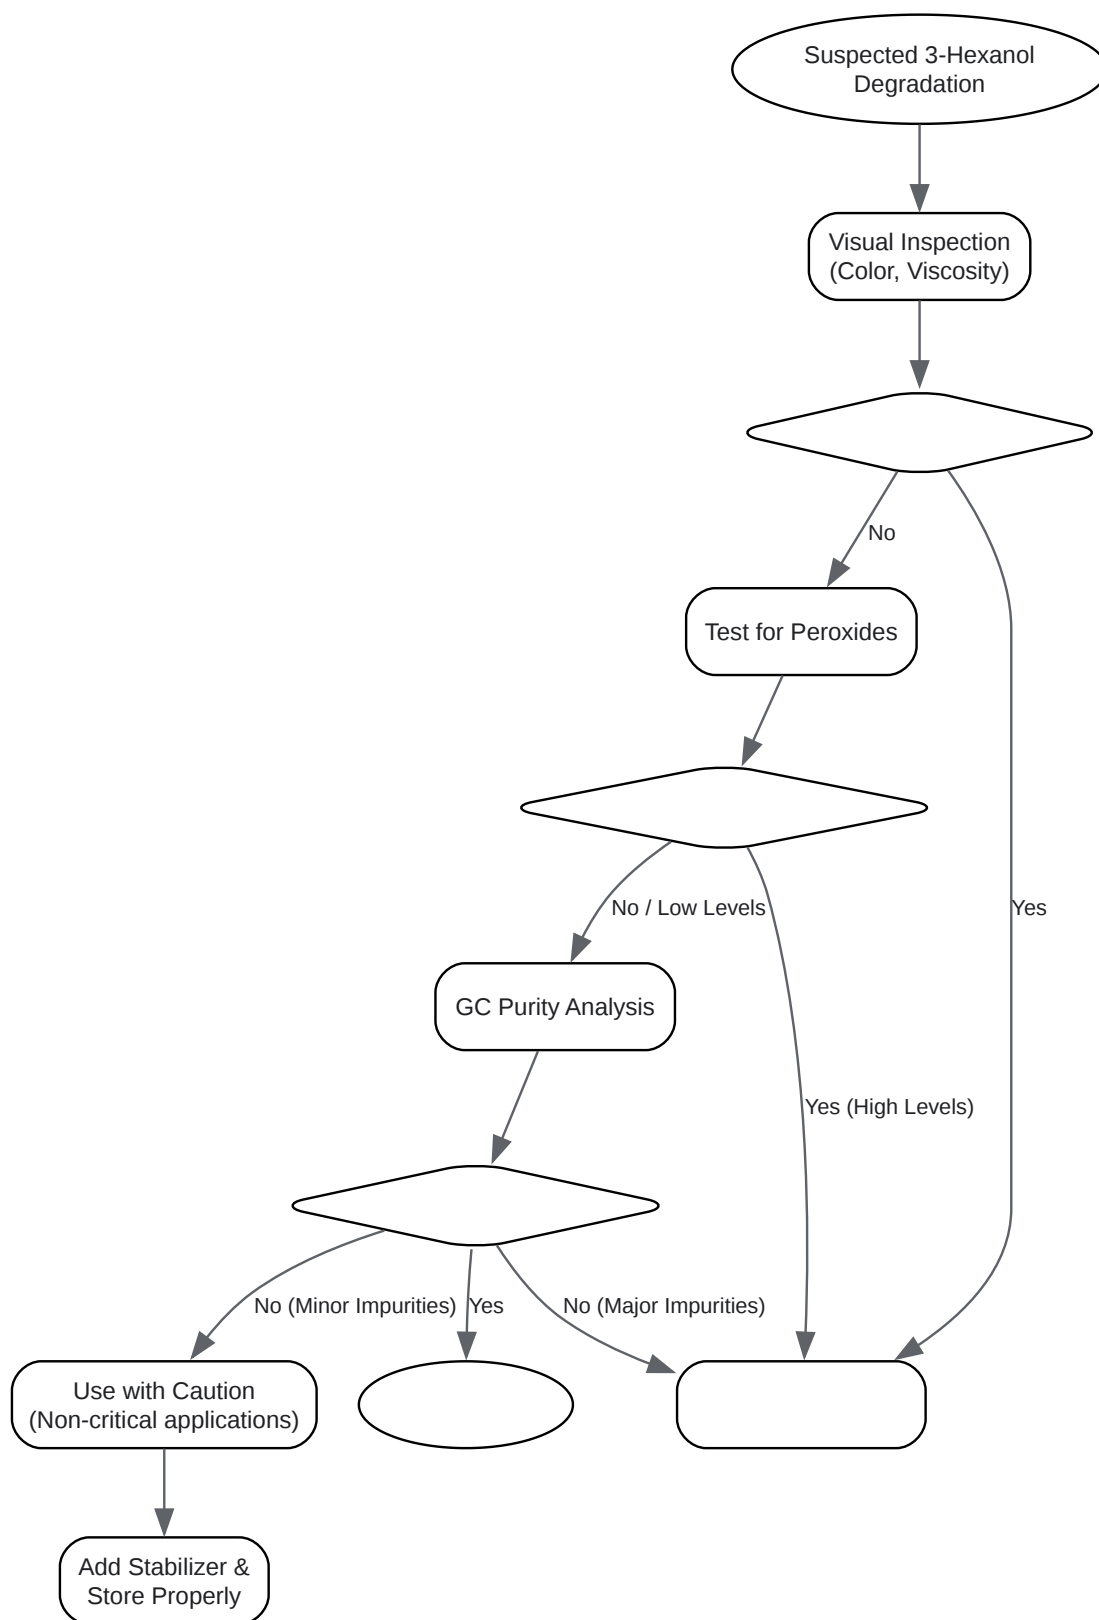 Suspected 3-Hexanol
Degradation
Visual Inspection
(Color, Viscosity)
No
Test for Peroxides
No / Low Levels
Yes
GC Purity Analysis
Yes (High Levels)
No (Minor Impurities)
Yes
No (Major Impurities)
Use with Caution
(Non-critical applications)
Add Stabilizer &
Store Properly